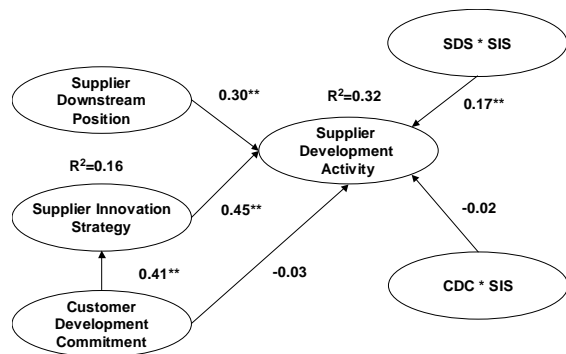 SDS * SIS
Supplier
Downstream
Position
0.30**
R²=0.32
0.17**
Supplier
Development
Activity
R²=0.16
Supplier Innovation
Strategy
0.45**
-0.02
0.41**
-0.03
CDC * SIS
Customer
Development
Commitment